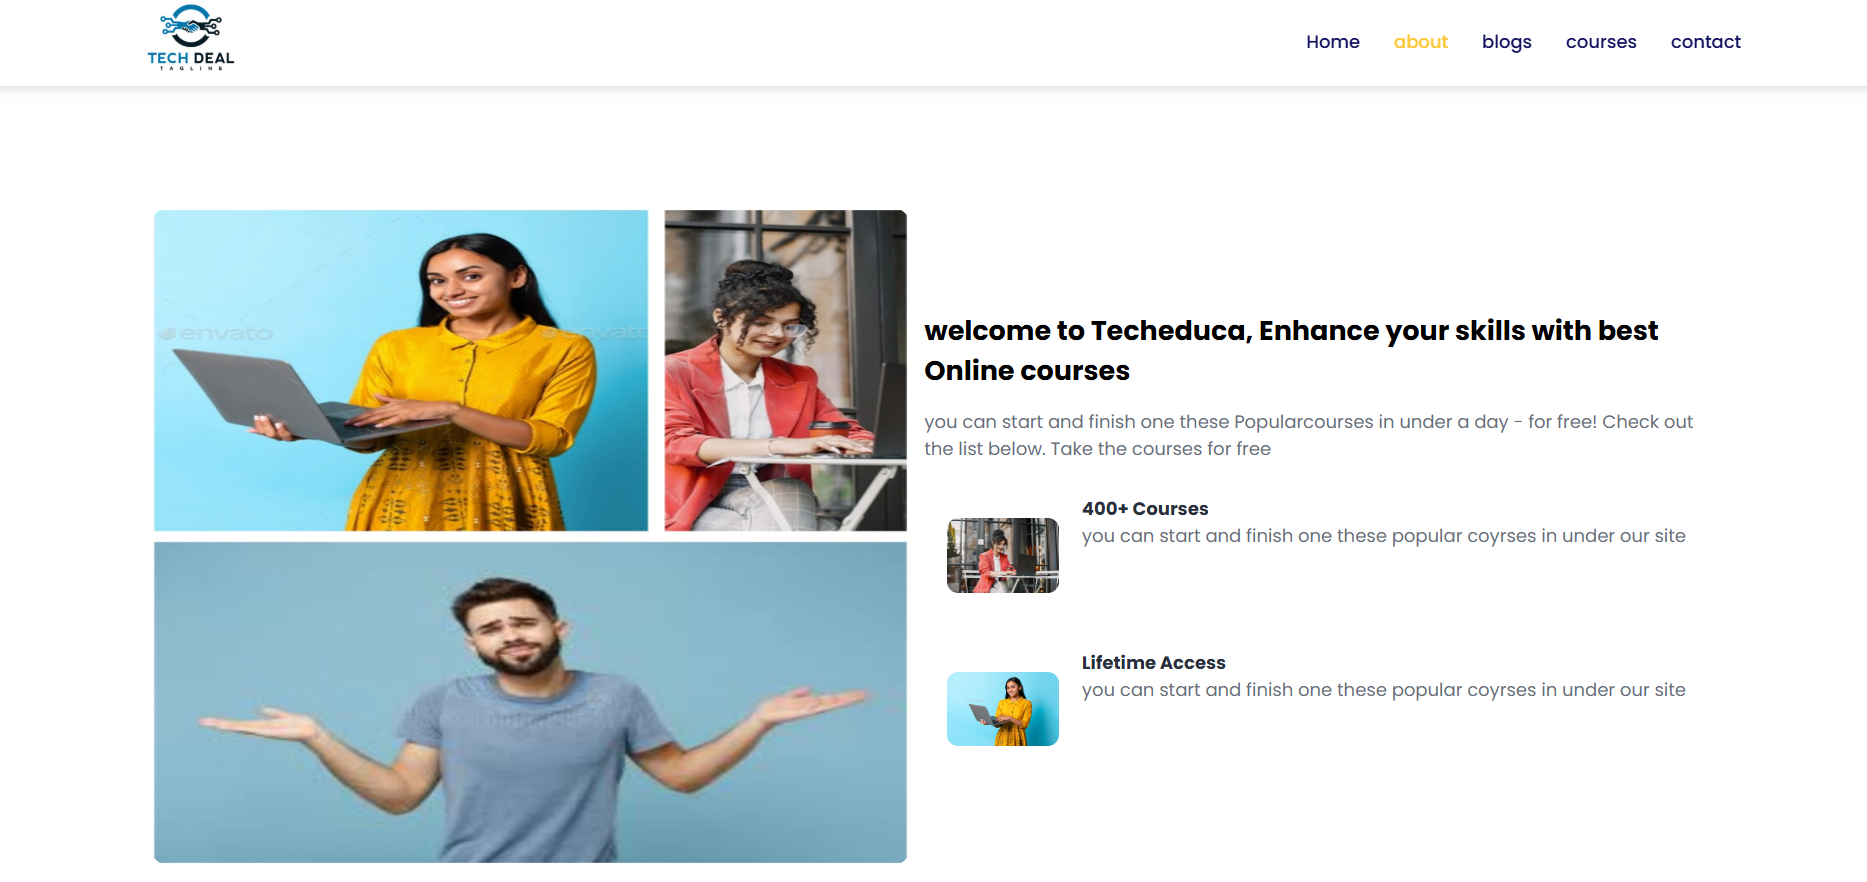 TECH DEAL
TAGLINE
Home about blogs courses contact
envato
envato
welcome to Techeduca, Enhance your skills with best
Online courses
you can start and finish one these Popularcourses in under a day - for free! Check out
the list below. Take the courses for free
400+ Courses
you can start and finish one these popular coyrses in under our site
Lifetime Access
you can start and finish one these popular coyrses in under our site